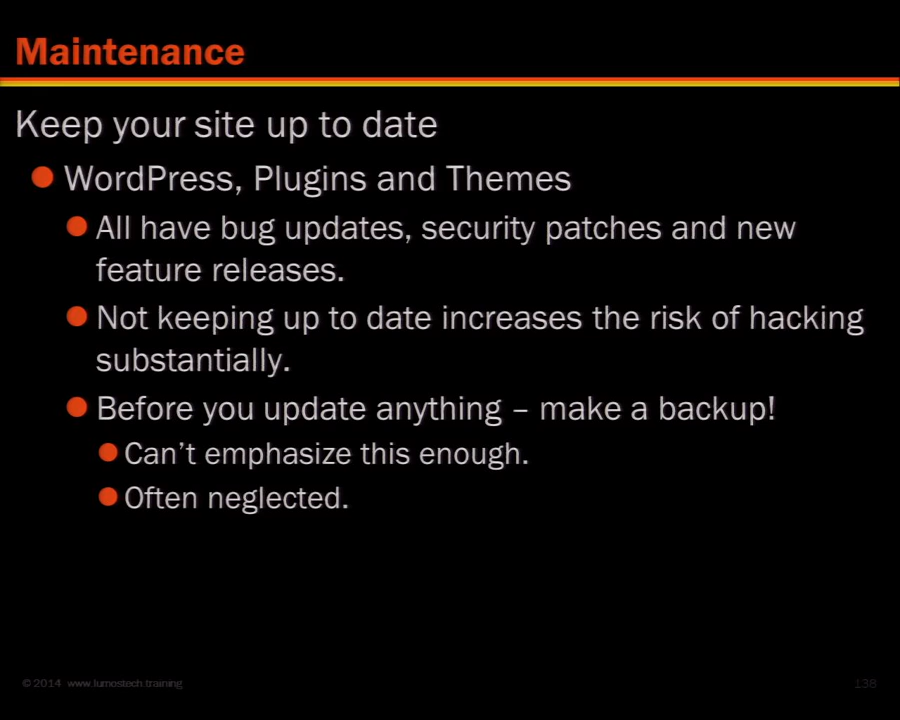 Maintenance
Keep your site up to date
WordPress, Plugins and Themes
All have bug updates, security patches and new
feature releases.
Not keeping up to date increases the risk of hacking
substantially.
Before you update anything – make a backup!
Can’t emphasize this enough.
Often neglected.
© 2014 www.lumostech.training
138